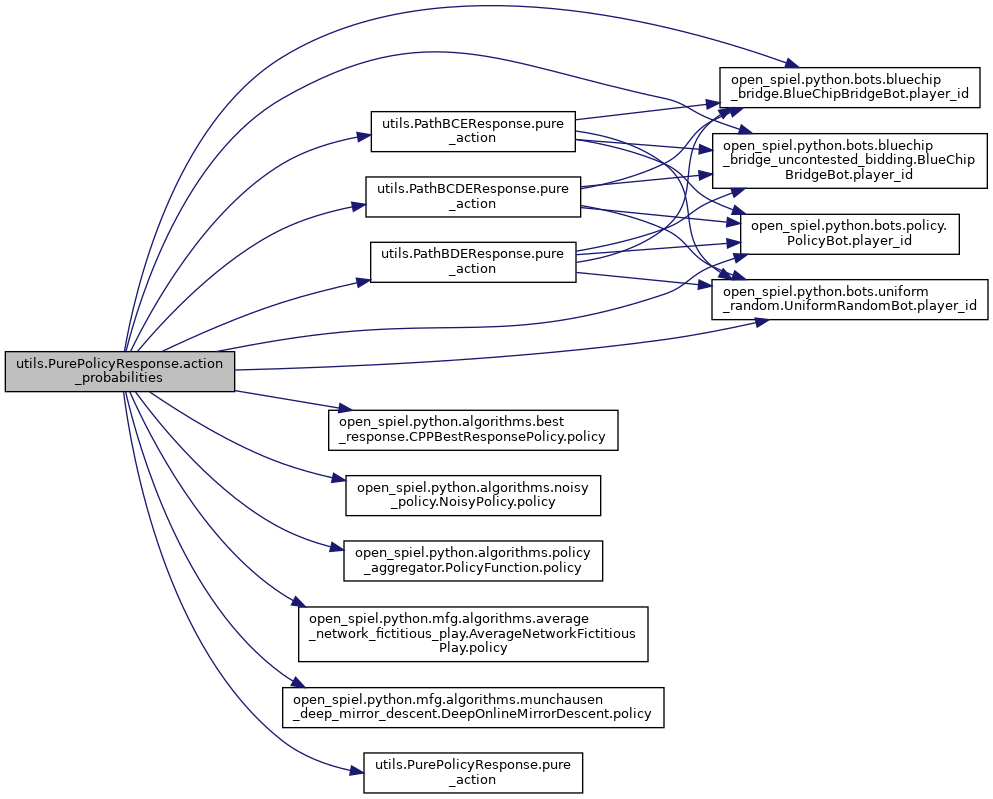 open_spiel.python.bots.bluechip
_bridge.BlueChipBridgeBot.player_id
utils.PathBCEResponse.pure
_action
open_spiel.python.bots.bluechip
_bridge_uncontested_bidding.BlueChip
BridgeBot.player_id
utils.PathBCDEResponse.pure
_action
open_spiel.python.bots.policy.
PolicyBot.player_id
utils.PathBDEResponse.pure
_action
open_spiel.python.bots.uniform
_random.UniformRandomBot.player_id
utils.PurePolicyResponse.action
_probabilities
open_spiel.python.algorithms.best
_response.CPPBestResponsePolicy.policy
open_spiel.python.algorithms.noisy
_policy.NoisyPolicy.policy
open_spiel.python.algorithms.policy
_aggregator.PolicyFunction.policy
open_spiel.python.mfg.algorithms.average
_network_fictitious_play.AverageNetworkFictitious
Play.policy
open_spiel.python.mfg.algorithms.munchausen
_deep_mirror_descent.DeepOnlineMirrorDescent.policy
utils.PurePolicyResponse.pure
_action